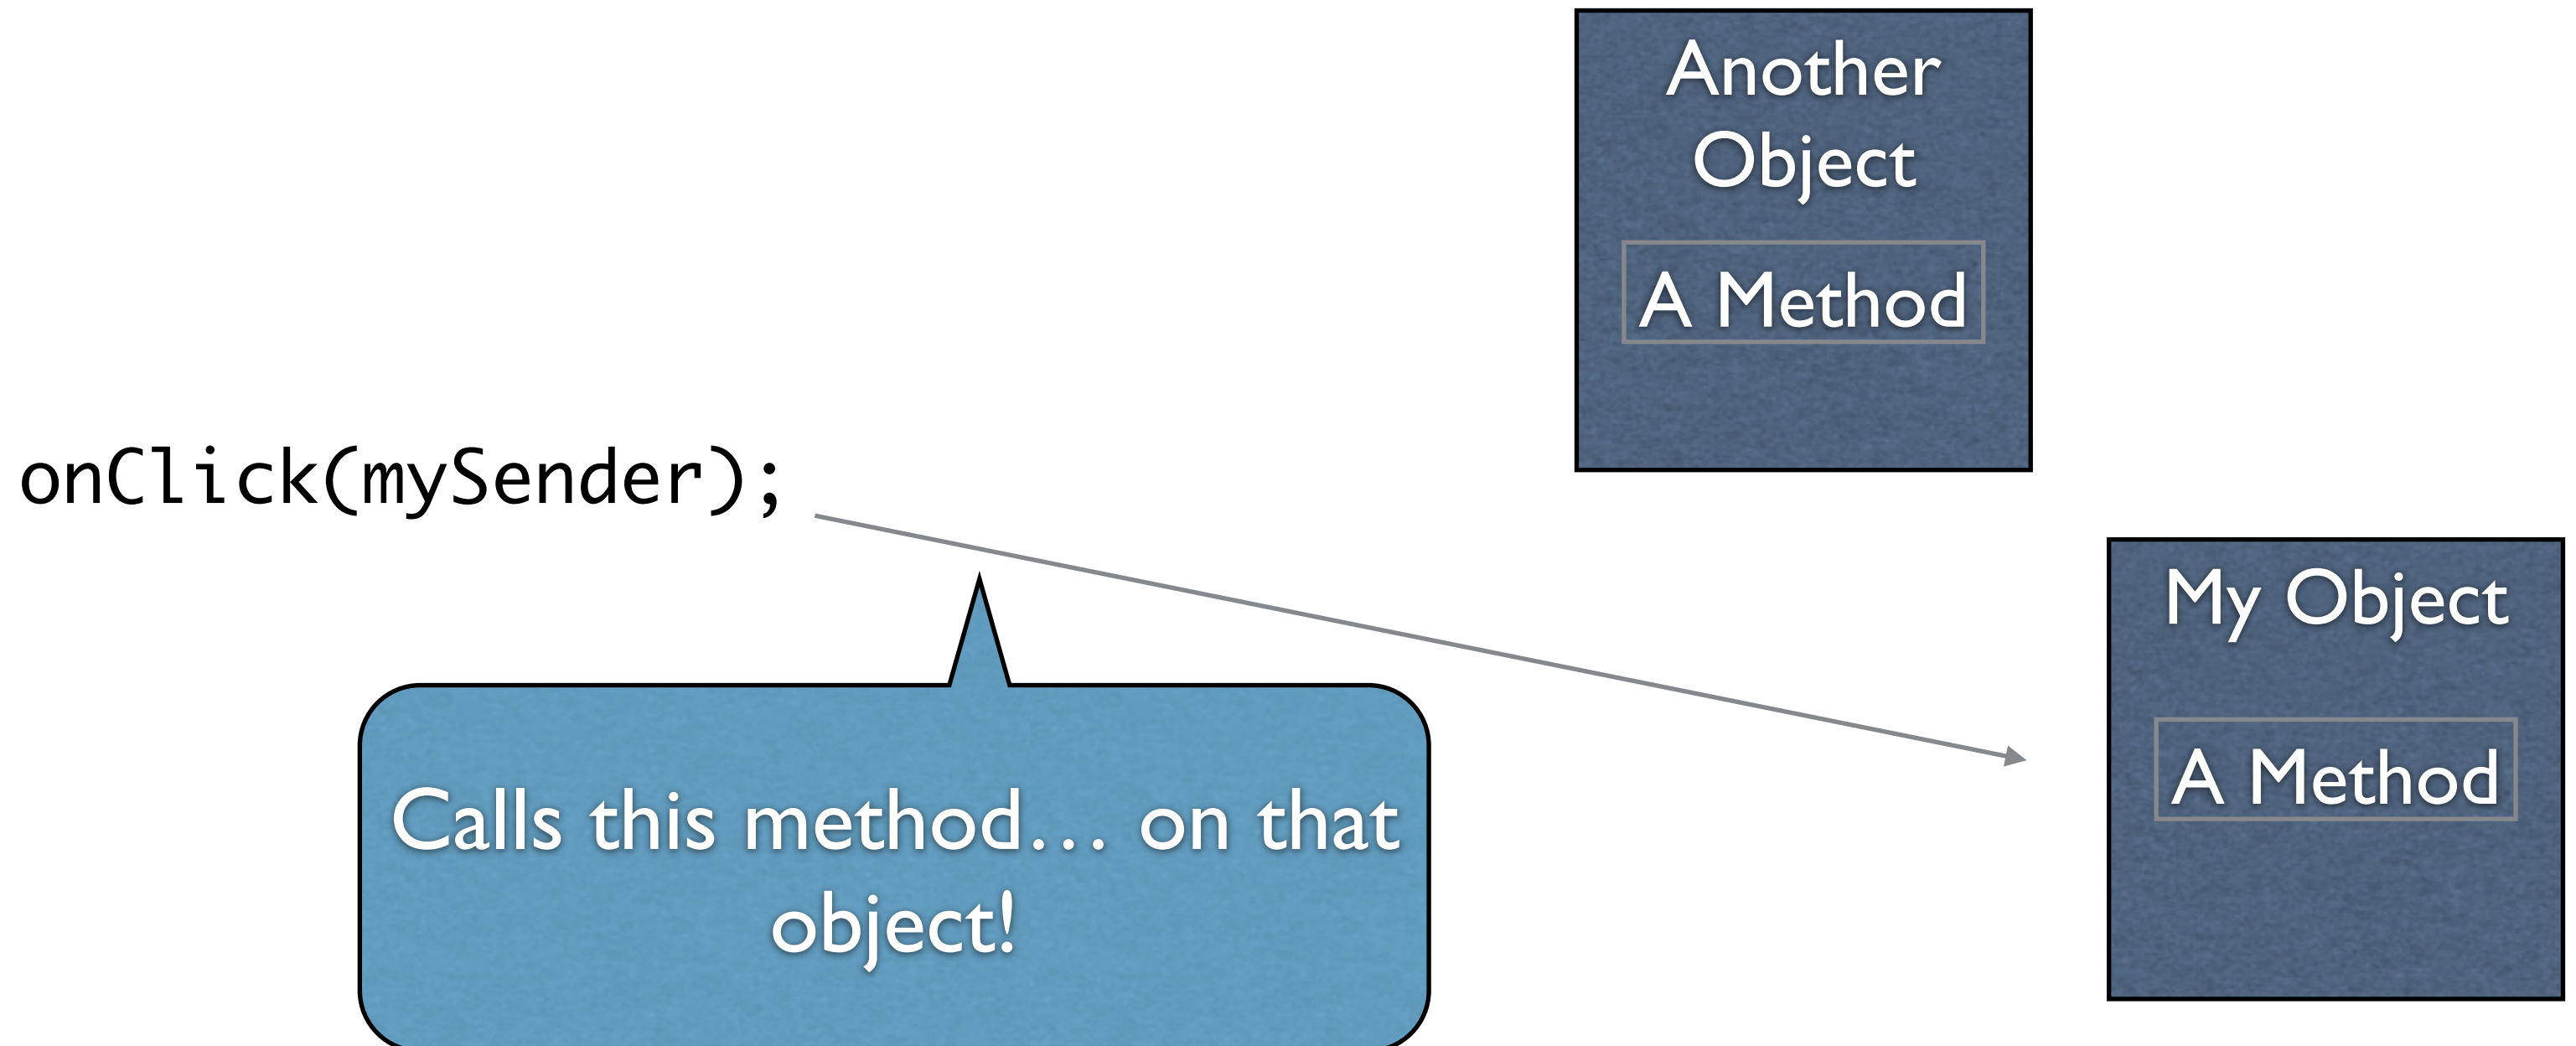 Another
Object
A Method
onClick(mySender);
My Object
A Method
Calls this method… on that
object!